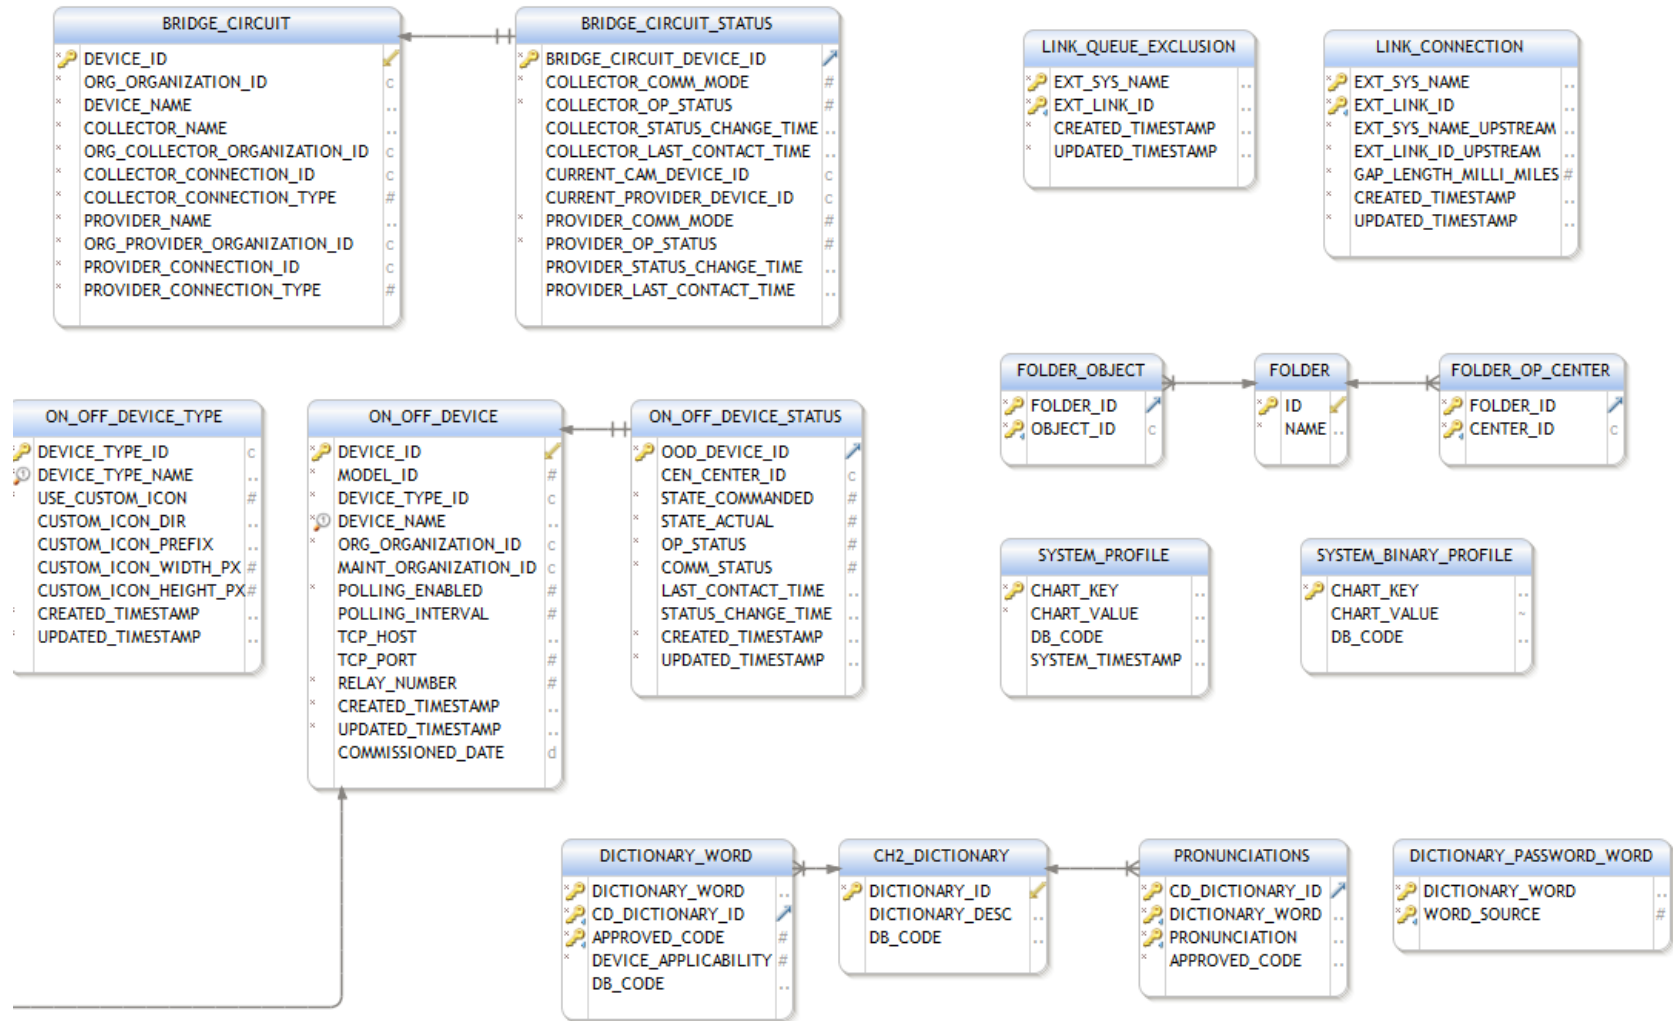 BRIDGE_CIRCUIT
DEVICE_ID
ORG_ORGANIZATION_ID c
DEVICE_NAME ..
COLLECTOR_NAME ..
ORG_COLLECTOR_ORGANIZATION_ID c
COLLECTOR_CONNECTION_ID c
COLLECTOR_CONNECTION_TYPE #
PROVIDER_NAME ..
ORG_PROVIDER_ORGANIZATION_ID c
PROVIDER_CONNECTION_ID c
PROVIDER_CONNECTION_TYPE #
BRIDGE_CIRCUIT_STATUS
BRIDGE_CIRCUIT_DEVICE_ID
COLLECTOR_COMM_MODE #
COLLECTOR_OP_STATUS #
COLLECTOR_STATUS_CHANGE_TIME ..
COLLECTOR_LAST_CONTACT_TIME ..
CURRENT_CAM_DEVICE_ID c
CURRENT_PROVIDER_DEVICE_ID c
PROVIDER_COMM_MODE #
PROVIDER_OP_STATUS #
PROVIDER_STATUS_CHANGE_TIME ..
PROVIDER_LAST_CONTACT_TIME ..
LINK_QUEUE_EXCLUSION
EXT_SYS_NAME ..
EXT_LINK_ID ..
CREATED_TIMESTAMP ..
UPDATED_TIMESTAMP ..
LINK_CONNECTION
EXT_SYS_NAME ..
EXT_LINK_ID ..
EXT_SYS_NAME_UPSTREAM ..
EXT_LINK_ID_UPSTREAM ..
GAP_LENGTH_MILLI_MILES #
CREATED_TIMESTAMP ..
UPDATED_TIMESTAMP ..
FOLDER_OBJECT
FOLDER_ID
OBJECT_ID c
FOLDER
ID
NAME ..
FOLDER_OP_CENTER
FOLDER_ID
CENTER_ID c
ON_OFF_DEVICE_TYPE
DEVICE_TYPE_ID c
DEVICE_TYPE_NAME ..
USE_CUSTOM_ICON #
CUSTOM_ICON_DIR ..
CUSTOM_ICON_PREFIX ..
CUSTOM_ICON_WIDTH_PX #
CUSTOM_ICON_HEIGHT_PX #
CREATED_TIMESTAMP ..
UPDATED_TIMESTAMP ..
ON_OFF_DEVICE
DEVICE_ID
MODEL_ID #
DEVICE_TYPE_ID c
DEVICE_NAME ..
ORG_ORGANIZATION_ID c
MAINT_ORGANIZATION_ID c
POLLING_ENABLED #
POLLING_INTERVAL #
TCP_HOST ..
TCP_PORT #
RELAY_NUMBER #
CREATED_TIMESTAMP ..
UPDATED_TIMESTAMP ..
COMMISSIONED_DATE d
ON_OFF_DEVICE_STATUS
OOD_DEVICE_ID
CEN_CENTER_ID c
STATE_COMMANDED #
STATE_ACTUAL #
OP_STATUS #
COMM_STATUS #
LAST_CONTACT_TIME ..
STATUS_CHANGE_TIME ..
CREATED_TIMESTAMP ..
UPDATED_TIMESTAMP ..
SYSTEM_PROFILE
CHART_KEY ..
CHART_VALUE ..
DB_CODE ..
SYSTEM_TIMESTAMP ..
SYSTEM_BINARY_PROFILE
CHART_KEY ..
CHART_VALUE ~
DB_CODE ..
DICTIONARY_WORD
DICTIONARY_WORD ..
CD_DICTIONARY_ID
APPROVED_CODE #
DEVICE_APPLICABILITY #
DB_CODE ..
CH2_DICTIONARY
DICTIONARY_ID
DICTIONARY_DESC ..
DB_CODE ..
PRONUNCIATIONS
CD_DICTIONARY_ID
DICTIONARY_WORD ..
PRONUNCIATION ..
APPROVED_CODE ..
DICTIONARY_PASSWORD_WORD
DICTIONARY_WORD ..
WORD_SOURCE #